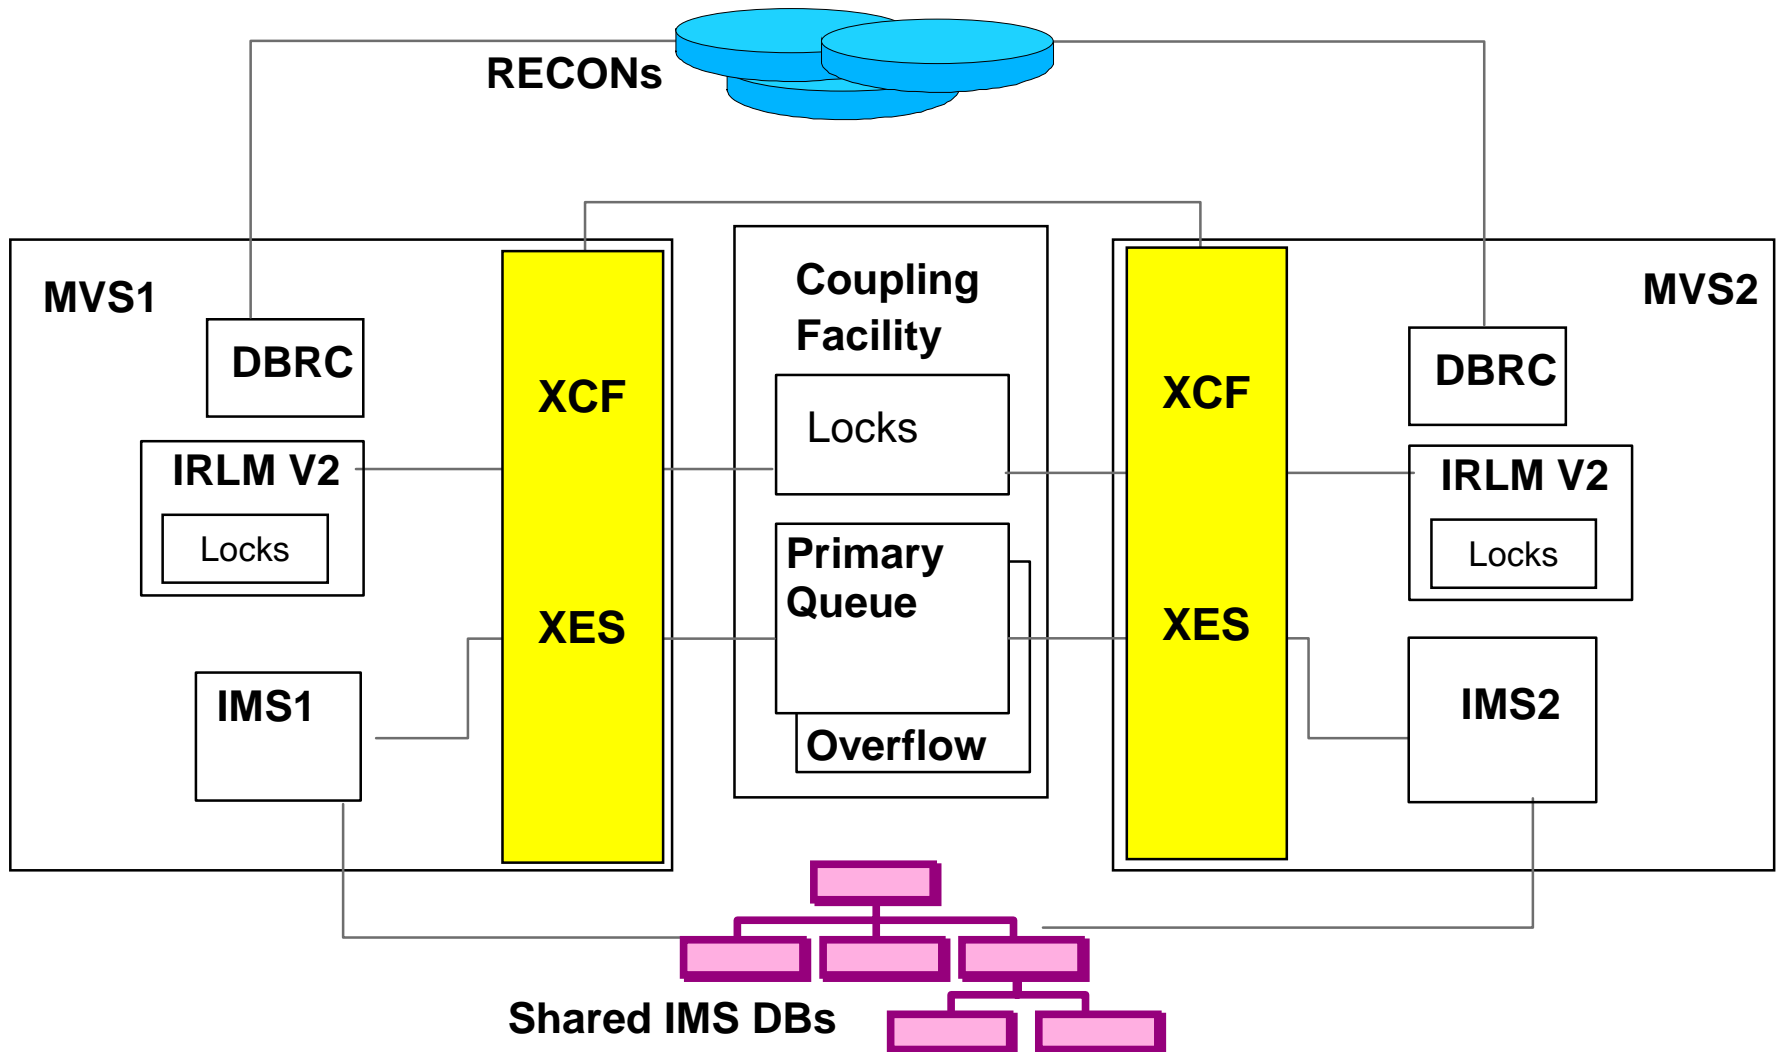 RECONs
MVS1
DBRC
IRLM V2
Locks
IMS1
XCF
XES
Coupling
Facility
Locks
Primary
Queue
Overflow
XCF
XES
MVS2
DBRC
IRLM V2
Locks
IMS2
Shared IMS DBs